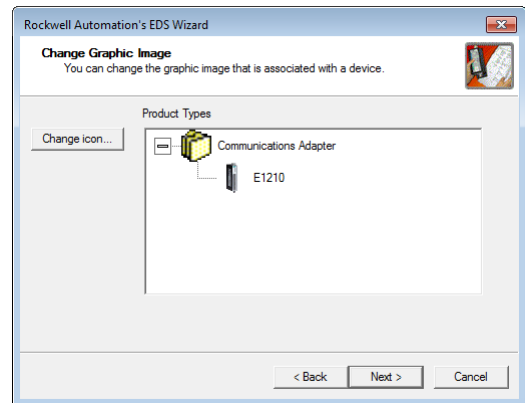 Rockwell Automation's EDS Wizard
Change Graphic Image
You can change the graphic image that is associated with a device.
Product Types
Change icon...
Communications Adapter
E1210
< Back
Next >
Cancel